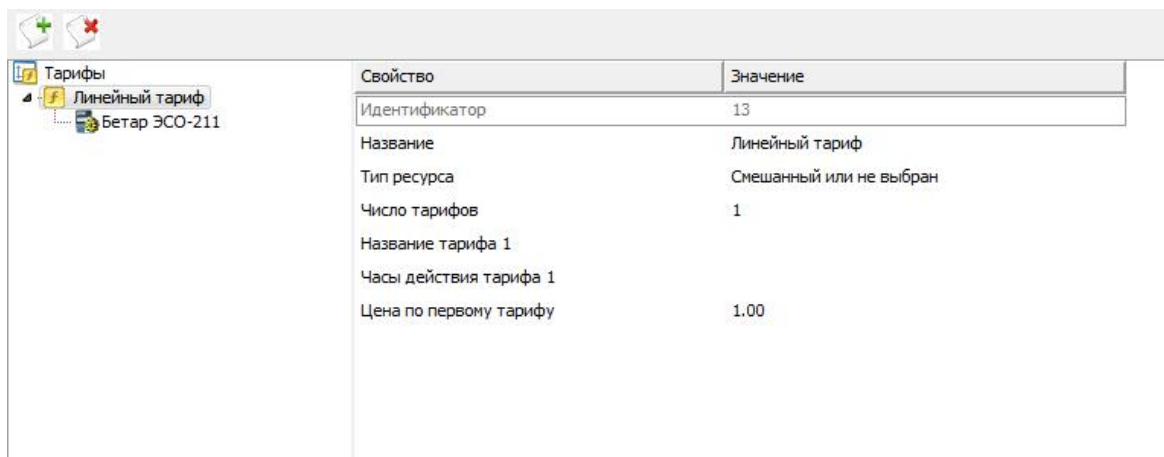 Тарифы
Линейный тариф
Бетар ЭСО-211
Свойство Значение
Идентификатор 13
Название Линейный тариф
Тип ресурса Смешанный или не выбран
Число тарифов 1
Название тарифа 1
Часы действия тарифа 1
Цена по первому тарифу 1.00